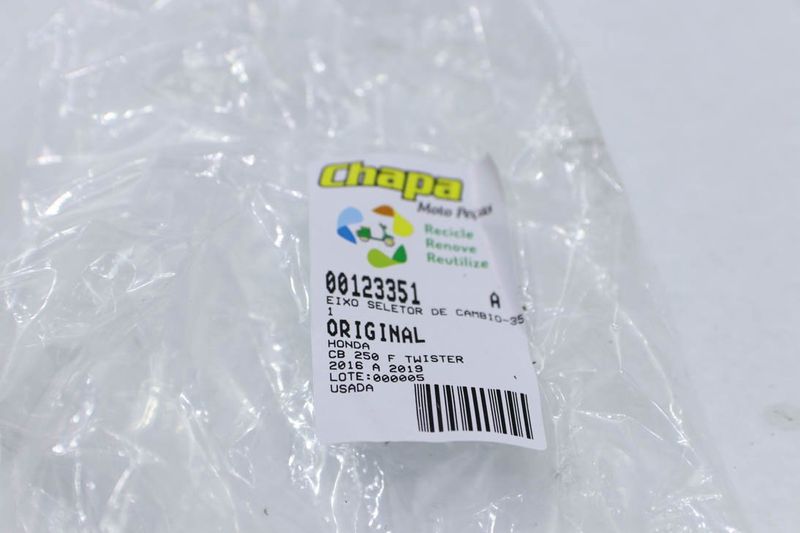 Chapa
Moto Peças
Recicle
Renove
Reutilize
00123351 A
EIXO SELETOR DE CAMBIO-35
1
ORIGINAL
HONDA
CB 250 F TWISTER
2016 A 2019
LOTE:000005
USADA